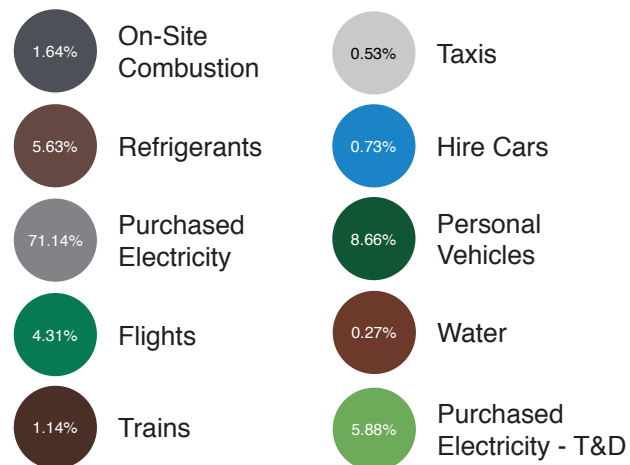 1.64%
On-Site
Combustion
5.63%
Refrigerants
71.14%
Purchased
Electricity
4.31%
Flights
1.14%
Trains
0.53%
Taxis
0.73%
Hire Cars
8.66%
Personal
Vehicles
0.27%
Water
5.88%
Purchased
Electricity - T&D